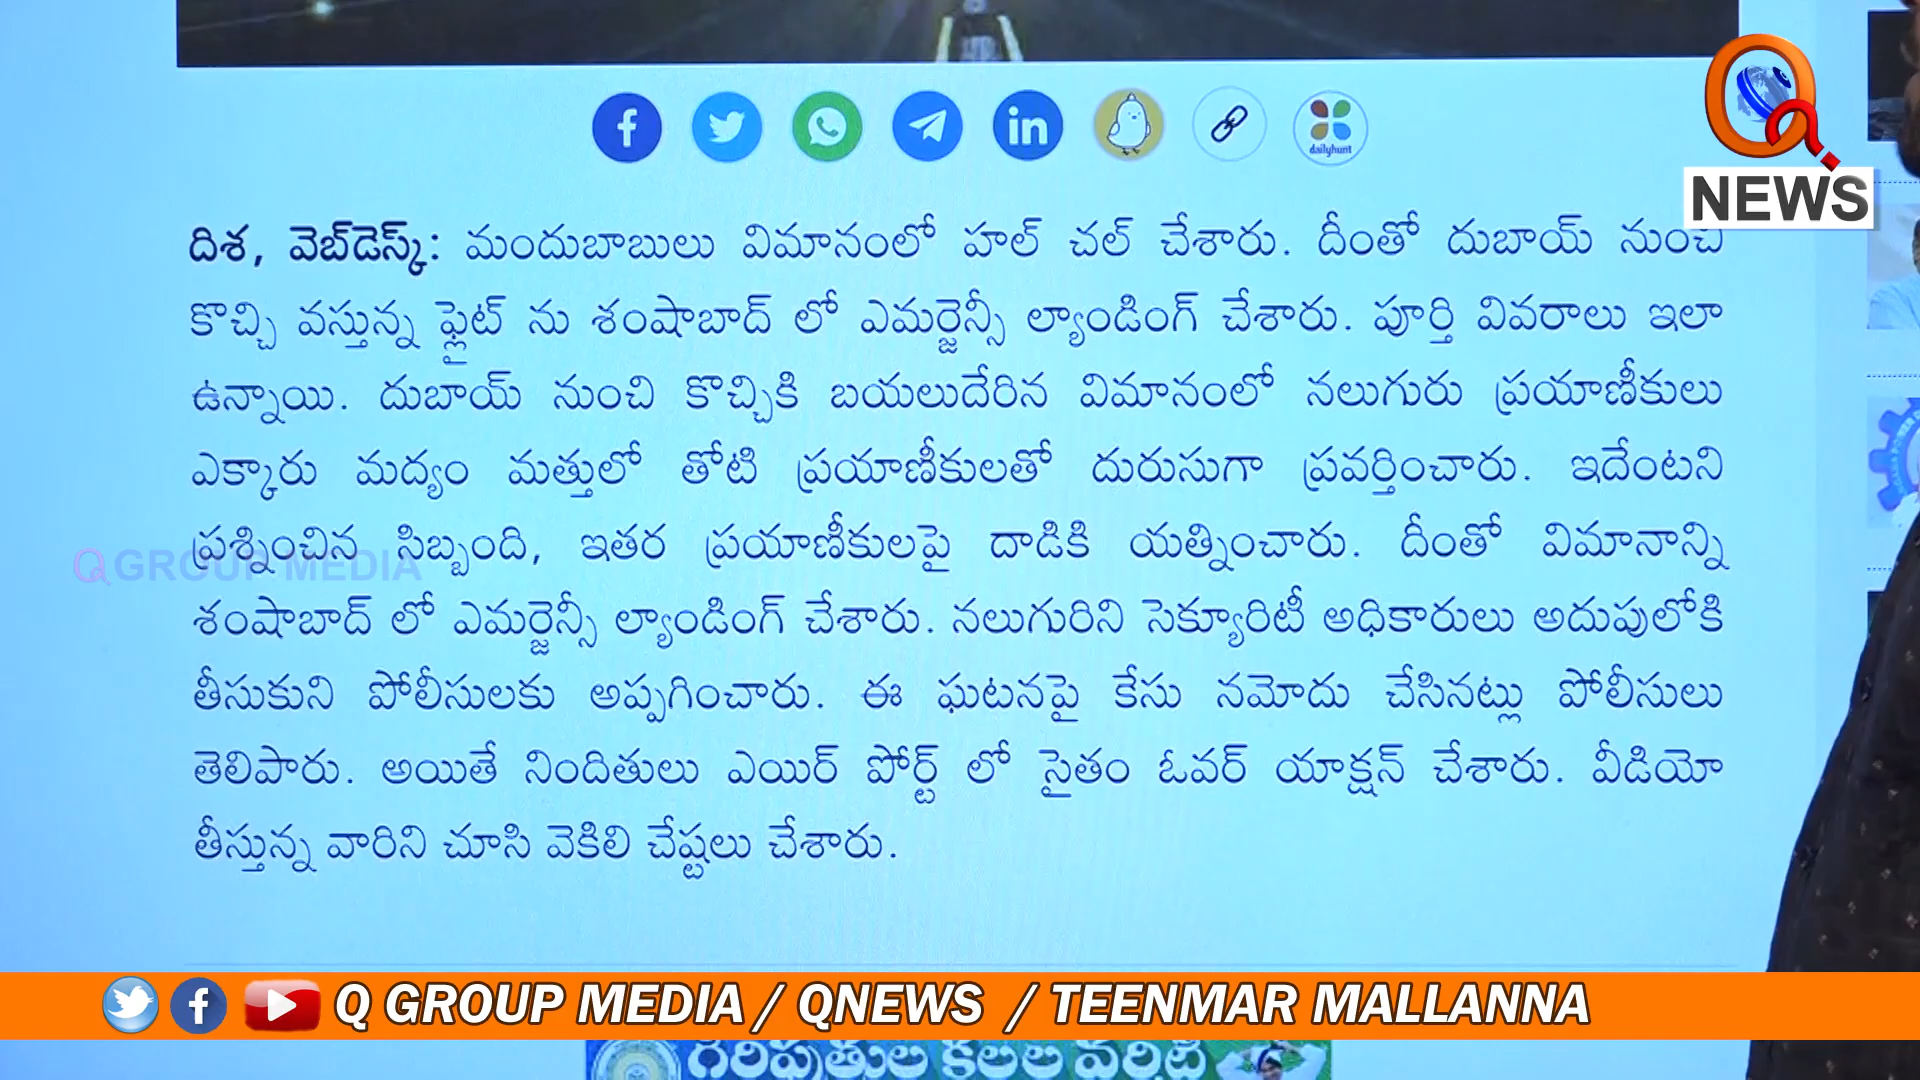 dailyhunt
Q
NEWS
దిశ, వెబ్‌డెస్క్: మందుబాబులు విమానంలో హల్ చల్ చేశారు. దీంతో దుబాయ్ నుంచి
కొచ్చి వస్తున్న ఫ్లైట్ ను శంషాబాద్ లో ఎమర్జెన్సీ ల్యాండింగ్ చేశారు. పూర్తి వివరాలు ఇలా
ఉన్నాయి. దుబాయ్ నుంచి కొచ్చికి బయలుదేరిన విమానంలో నలుగురు ప్రయాణీకులు
ఎక్కారు మద్యం మత్తులో తోటి ప్రయాణీకులతో దురుసుగా ప్రవర్తించారు. ఇదేంటని
ప్రశ్నించిన సిబ్బంది, ఇతర ప్రయాణీకులపై దాడికి యత్నించారు. దీంతో విమానాన్ని
Q GROUP MEDIA
శంషాబాద్ లో ఎమర్జెన్సీ ల్యాండింగ్ చేశారు. నలుగురిని సెక్యూరిటీ అధికారులు అదుపులోకి
తీసుకుని పోలీసులకు అప్పగించారు. ఈ ఘటనపై కేసు నమోదు చేసినట్లు పోలీసులు
తెలిపారు. అయితే నిందితులు ఎయిర్ పోర్ట్ లో సైతం ఓవర్ యాక్షన్ చేశారు. వీడియో
తీస్తున్న వారిని చూసి వెకిలి చేష్టలు చేశారు.
Q GROUP MEDIA / QNEWS / TEENMAR MALLANNA